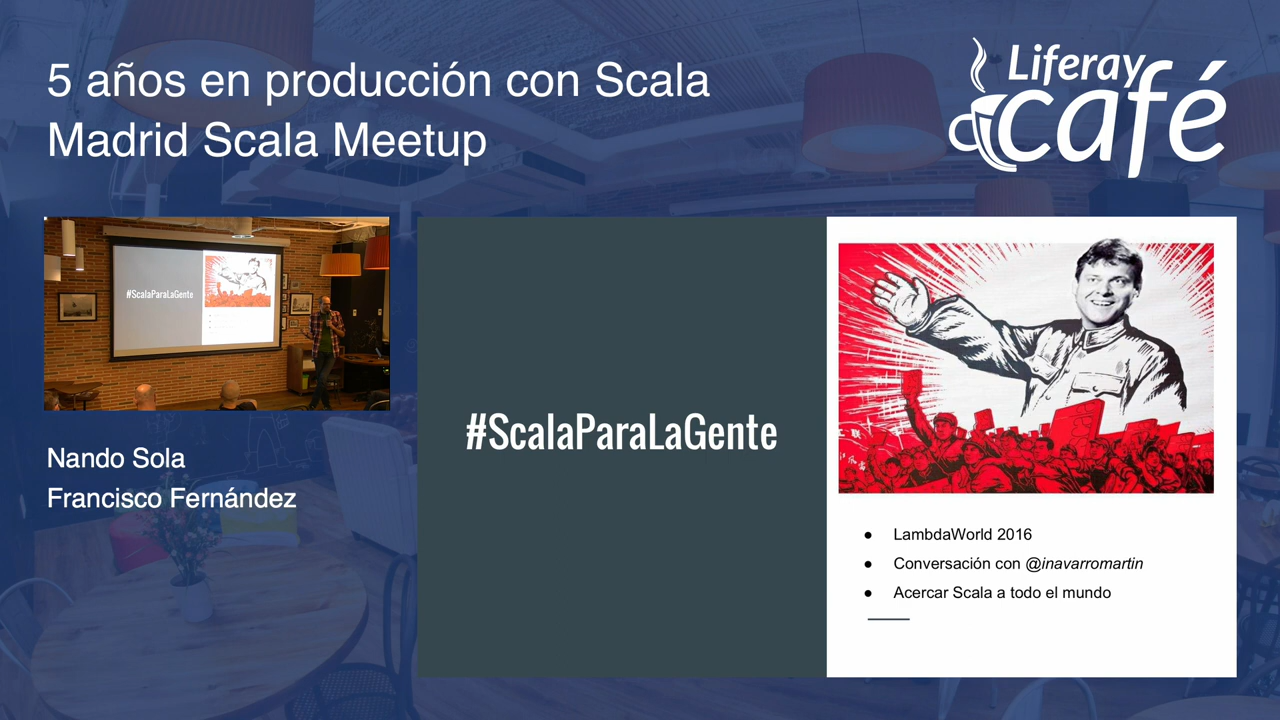 5 años en producción con Scala
Madrid Scala Meetup
Liferay
café
#ScalaParaLaGente
Nando Sola
Francisco Fernández
#ScalaParaLaGente
● LambdaWorld 2016
● Conversación con @inavarromartin
● Acercar Scala a todo el mundo